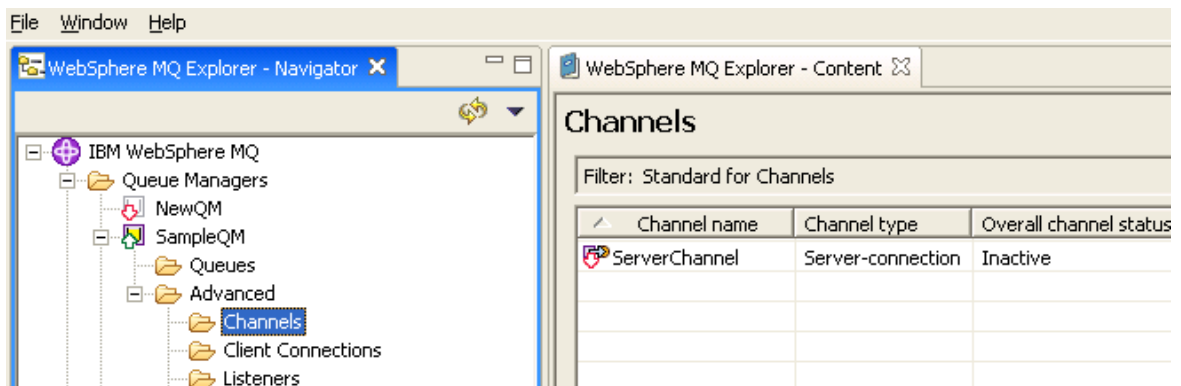 File Window Help
WebSphere MQ Explorer - Navigator
IBM WebSphere MQ
Queue Managers
NewQM
SampleQM
Queues
Advanced
Channels
Client Connections
Listeners
WebSphere MQ Explorer - Content
Channels
Filter: Standard for Channels
Channel name Channel type Overall channel status
ServerChannel Server-connection Inactive